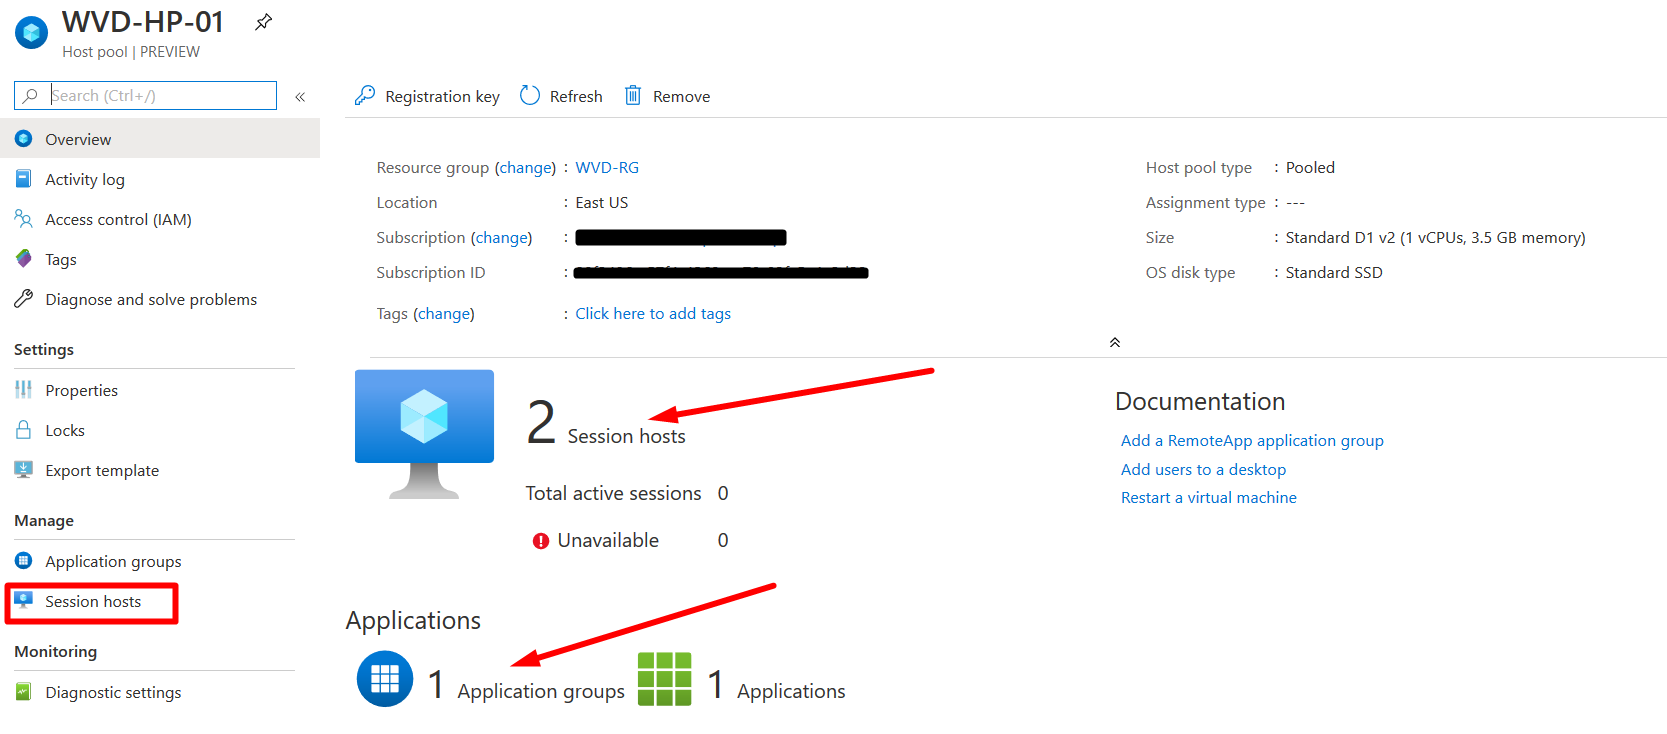 WVD-HP-01
Host pool | PREVIEW
Search (Ctrl+/)
«
Overview
Activity log
Access control (IAM)
Tags
Diagnose and solve problems
Settings
Properties
Locks
Export template
Manage
Application groups
Session hosts
Monitoring
Diagnostic settings
Registration key
Refresh
Remove
Resource group (change) : WVD-RG
Location : East US
Subscription (change) :
Subscription ID :
Tags (change) : Click here to add tags
Host pool type : Pooled
Assignment type : ---
Size : Standard D1 v2 (1 vCPUs, 3.5 GB memory)
OS disk type : Standard SSD
2 Session hosts
Total active sessions 0
Unavailable 0
Documentation
Add a RemoteApp application group
Add users to a desktop
Restart a virtual machine
Applications
1 Application groups
1 Applications